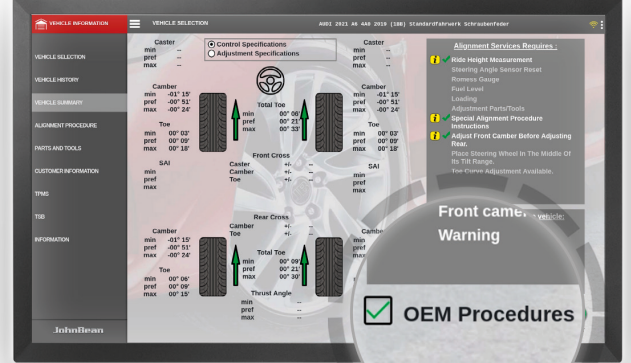 VEHICLE INFORMATION
VEHICLE SELECTION
AUDI 2021 A6 4A0 2019 (1BB) Standardfahrwerk Schraubenfeder
VEHICLE SELECTION
VEHICLE HISTORY
VEHICLE SUMMARY
ALIGNMENT PROCEDURE
PARTS AND TOOLS
CUSTOMER INFORMATION
TPMS
TSB
INFORMATION
JohnBean
Control Specifications
Adjustment Specifications
Caster
min --
pref --
max --
Camber
min -01° 15'
pref -00° 51'
max -00° 24'
Toe
min 00° 03'
pref 00° 09'
max 00° 18'
SAI
min
pref
max
Total Toe
min 00° 06'
pref 00° 21'
max 00° 33'
Front Cross
Caster +/- --
Camber +/- --
Toe +/- --
Caster
min --
pref --
max --
Camber
min -01° 15'
pref -00° 51'
max -00° 24'
Toe
min 00° 03'
pref 00° 09'
max 00° 18'
SAI
min
pref
max
Rear Cross
Camber +/- --
Toe +/- --
Camber
min -01° 15'
pref -00° 51'
max -00° 24'
Toe
min 00° 06'
pref 00° 09'
max 00° 15'
Total Toe
min 00° 09'
pref 00° 21'
max 00° 30'
Thrust Angle
min --
pref --
max --
Cambe
min -01°
pref
max
Alignment Services Requires :
Ride Height Measurement
Steering Angle Sensor Reset
Romess Gauge
Fuel Level
Loading
Adjustment Parts/Tools
Special Alignment Procedure
Instructions
Adjust Front Camber Before Adjusting
Rear.
Place Steering Wheel In The Middle Of
Its Tilt Range.
Toe Curve Adjustment Available.
vehicle:
Front came
Warning
OEM Procedures